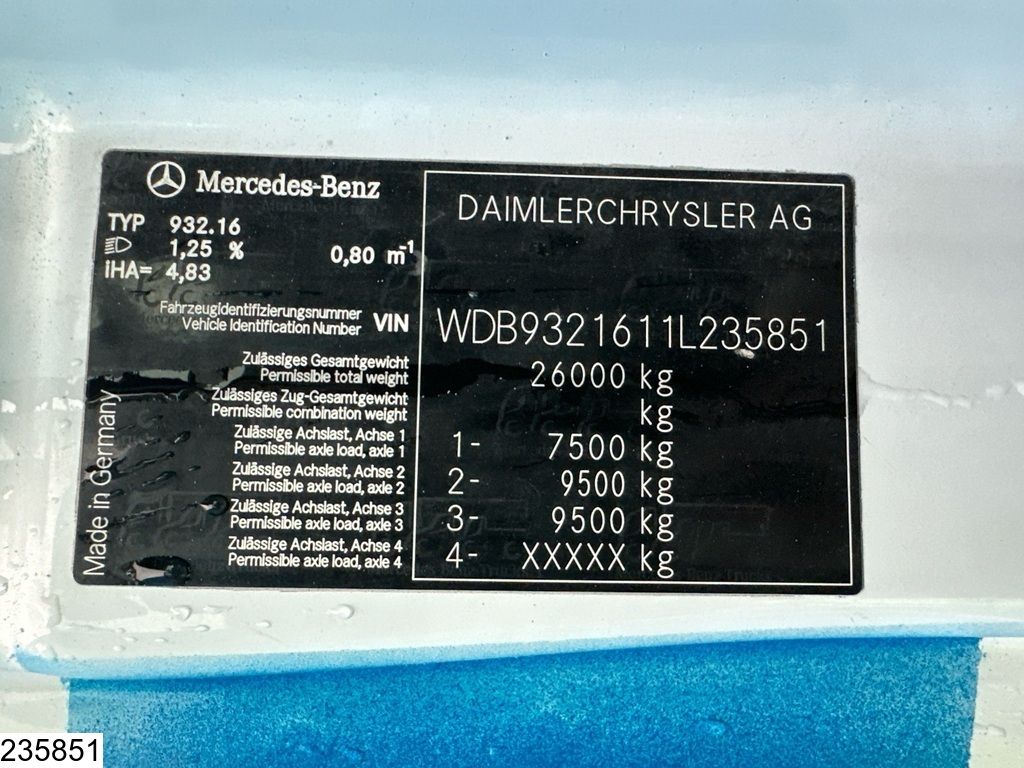 Mercedes-Benz
DAIMLERCHRYSLER AG
TYP 932.16
1,25 % 0,80 m⁻¹
iHA= 4,83
Fahrzeugidentifizierungsnummer
Vehicle Identification Number VIN WDB9321611L235851
Zulässiges Gesamtgewicht
Permissible total weight 26000 kg
Zulässiges Zug-Gesamtgewicht
Permissible combination weight kg
Zulässige Achslast, Achse 1
Permissible axle load, axle 1 1- 7500 kg
Zulässige Achslast, Achse 2
Permissible axle load, axle 2 2- 9500 kg
Zulässige Achslast, Achse 3
Permissible axle load, axle 3 3- 9500 kg
Zulässige Achslast, Achse 4
Permissible axle load, axle 4 4- XXXXX kg
Made in Germany
235851